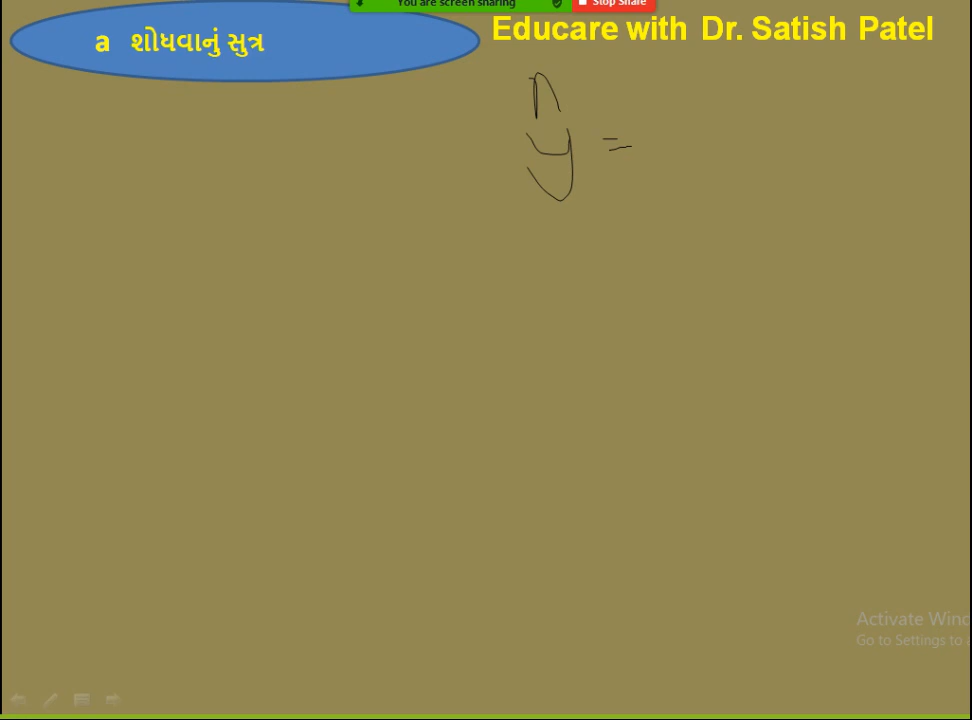 You are screen sharing
Stop Share
a શોધવાનું સુત્ર
Educare with Dr. Satish Patel
ŷ =
Activate Wind
Go to Settings to a